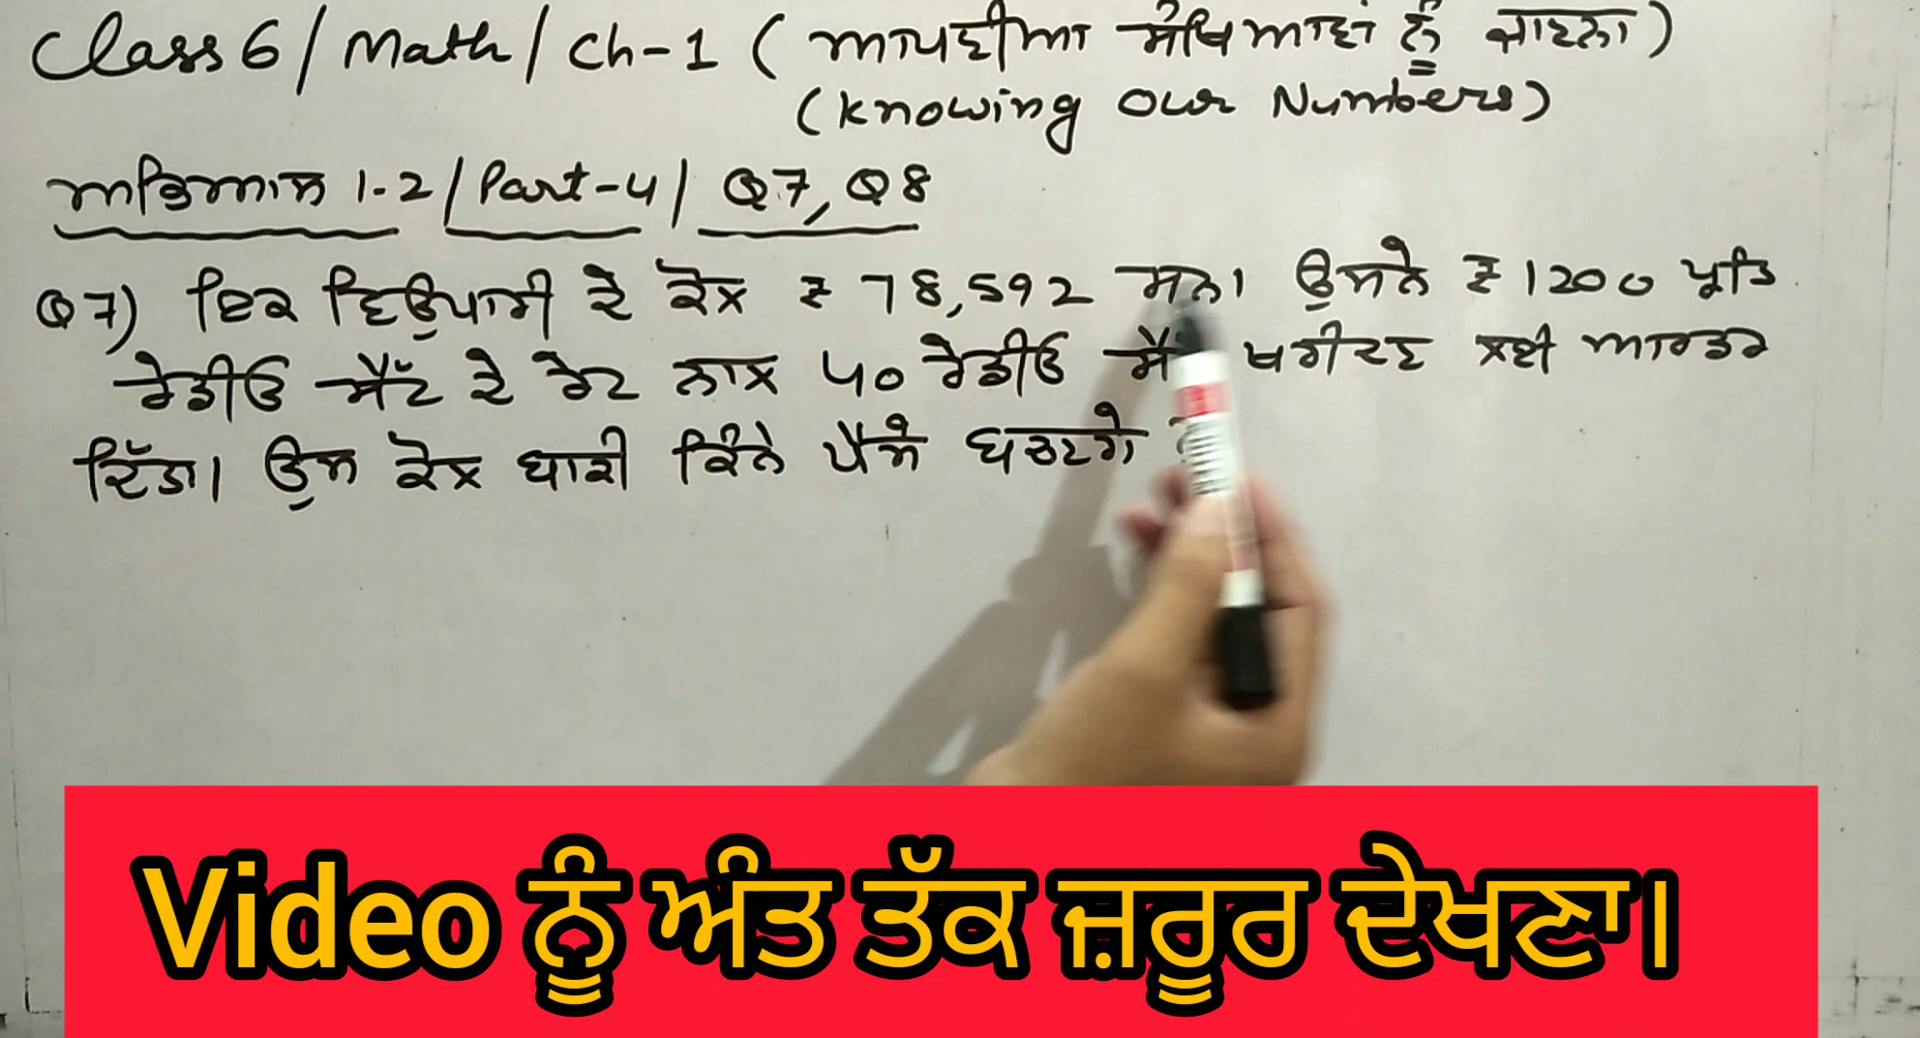 Class 6 / Math / Ch-1 ( ਆਪਣੀਆਂ ਸੰਖਿਆਵਾਂ ਨੂੰ ਜਾਣਨਾ )
(Knowing Our Numbers)
ਅਭਿਆਸ 1.2 / Part-4 / Q7, Q8
Q7) ਇਕ ਵਿਉਪਾਰੀ ਦੇ ਕੋਲ ₹ 78,592 ਸਨ। ਉਸਨੇ ₹ 1200 ਪ੍ਰਤਿ
ਰੇਡੀਓ ਸੈੱਟ ਦੇ ਰੇਟ ਨਾਲ 40 ਰੇਡੀਓ ਖਰੀਦਣ ਲਈ ਆਰਡਰ
ਦਿੱਤਾ। ਉਸ ਕੋਲ ਬਾਕੀ ਕਿੰਨੇ ਪੈਸੇ ਬਚਣਗੇ
Video ਨੂੰ ਅੰਤ ਤੱਕ ਜ਼ਰੂਰ ਦੇਖਣਾ।